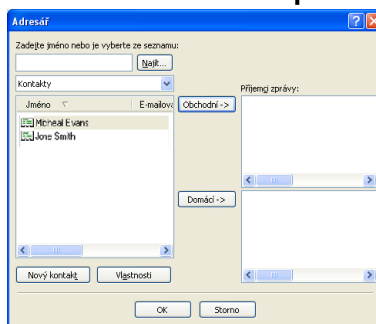 Adresář
Zadejte jméno nebo je vyberte ze seznamu:
Najít...
Kontakty
Příjemci zprávy:
Jméno E-mailova
Obchodní ->
Micheal Evans
Jons Smith
Domácí ->
Nový kontakt Vlastnosti
OK Storno